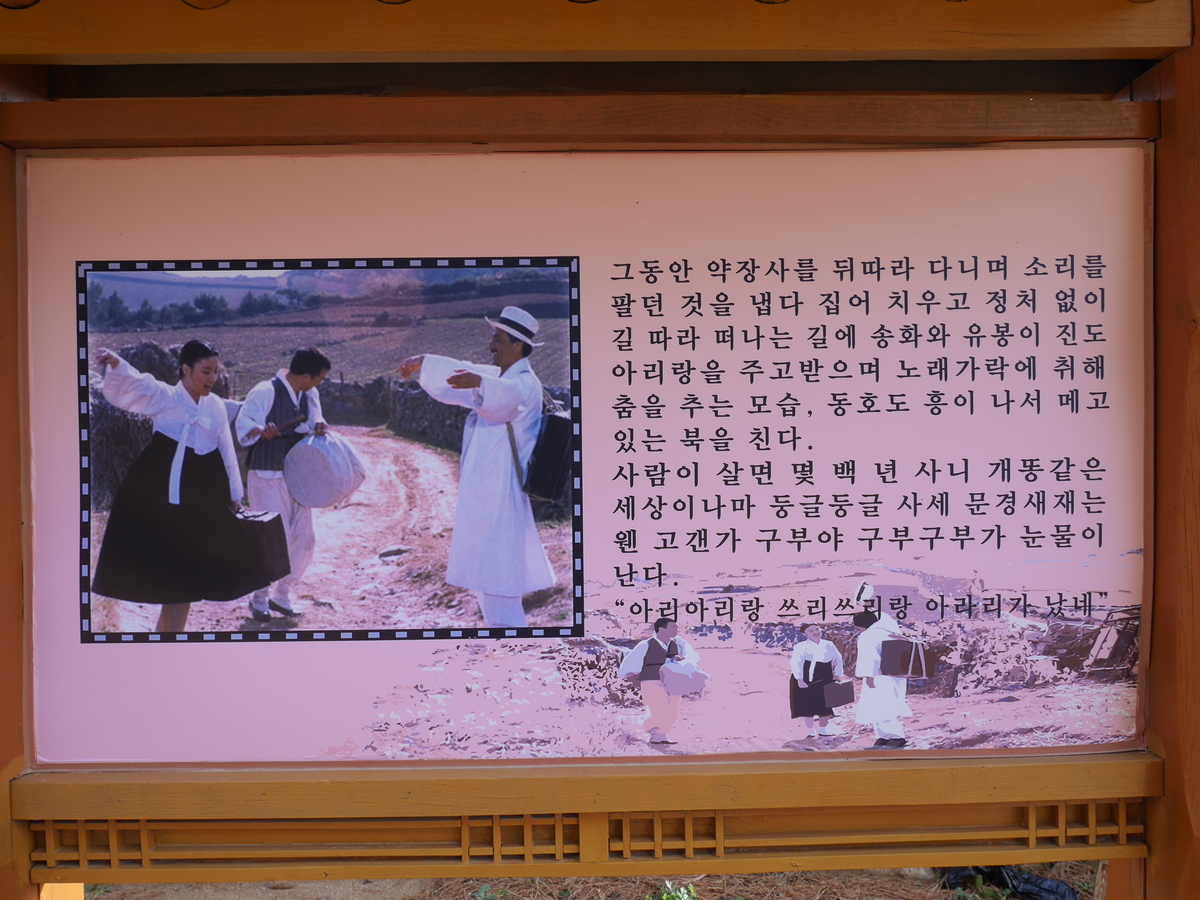 그동안 약장사를 뒤따라 다니며 소리를
팔던 것을 냅다 집어 치우고 정처 없이
길 따라 떠나는 길에 송화와 유봉이 진도
아리랑을 주고받으며 노래가락에 취해
춤을 추는 모습, 동호도 흥이 나서 메고
있는 북을 친다.
사람이 살면 몇 백 년 사니 개똥같은
세상이나마 둥글둥글 사세 문경새재는
웬 고갠가 구부야 구부구부가 눈물이
난다.
“아리아리랑 쓰리쓰리랑 아라리가 났네”